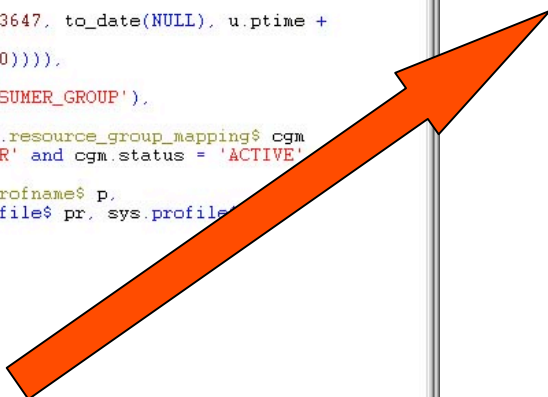 3647, to_date(NULL), u.ptime +
0)))),
SUMER_GROUP'),
.resource_group_mapping$ cgm
R' and cgm.status = 'ACTIVE'
rofname$ p,
file$ pr, sys.profile